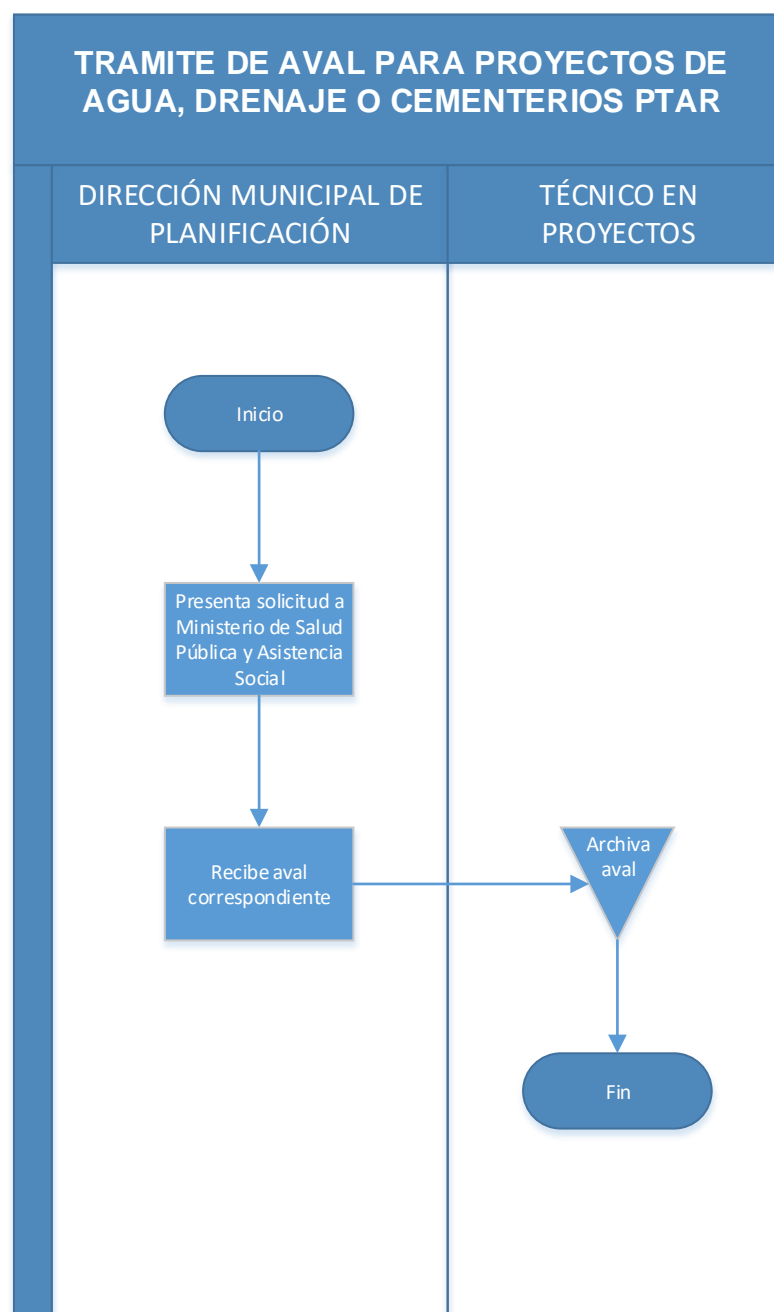 TRAMITE DE AVAL PARA PROYECTOS DE
AGUA, DRENAJE O CEMENTERIOS PTAR
DIRECCIÓN MUNICIPAL DE
PLANIFICACIÓN
TÉCNICO EN
PROYECTOS
Inicio
Presenta solicitud a
Ministerio de Salud
Pública y Asistencia
Social
Recibe aval
correspondiente
Archiva
aval
Fin